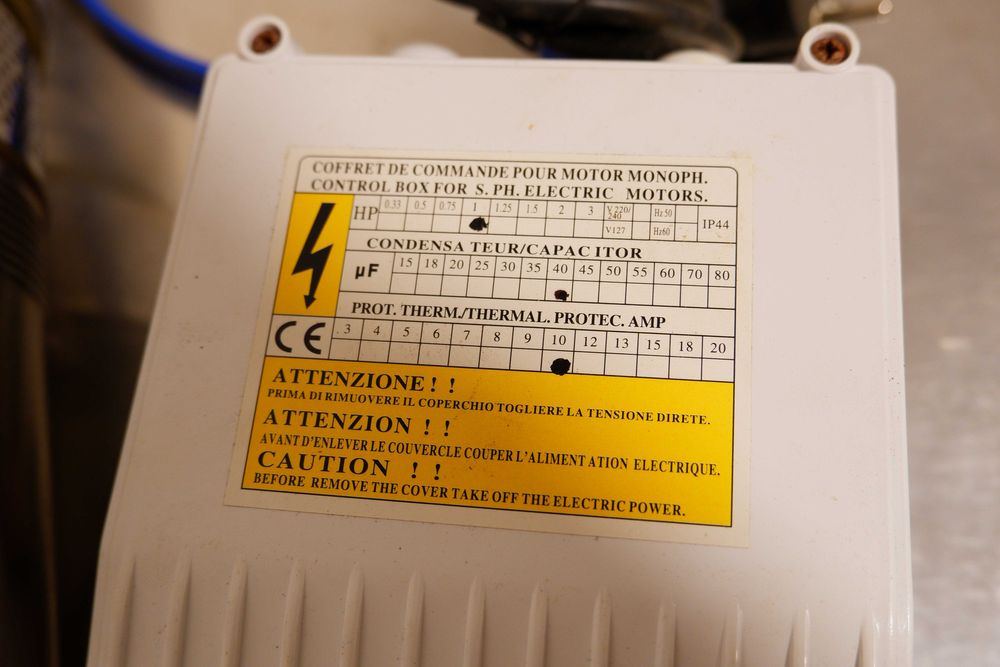 COFFRET DE COMMANDE POUR MOTOR MONOPH.
CONTROL BOX FOR S. PH. ELECTRIC MOTORS.
HP 0.33 0.5 0.75 1 1.25 1.5 2 3 V 220/240 Hz 50 IP44
V127 Hz60
CONDENSA TEUR/CAPAC ITOR
µF 15 18 20 25 30 35 40 45 50 55 60 70 80
PROT. THERM./THERMAL. PROTEC. AMP
CE 3 4 5 6 7 8 9 10 12 13 15 18 20
ATTENZIONE ! !
PRIMA DI RIMUOVERE IL COPERCHIO TOGLIERE LA TENSIONE DIRETE.
ATTENZION ! !
AVANT D'ENLEVER LE COUVERCLE COUPER L'ALIMENT ATION ELECTRIQUE.
CAUTION ! !
BEFORE REMOVE THE COVER TAKE OFF THE ELECTRIC POWER.